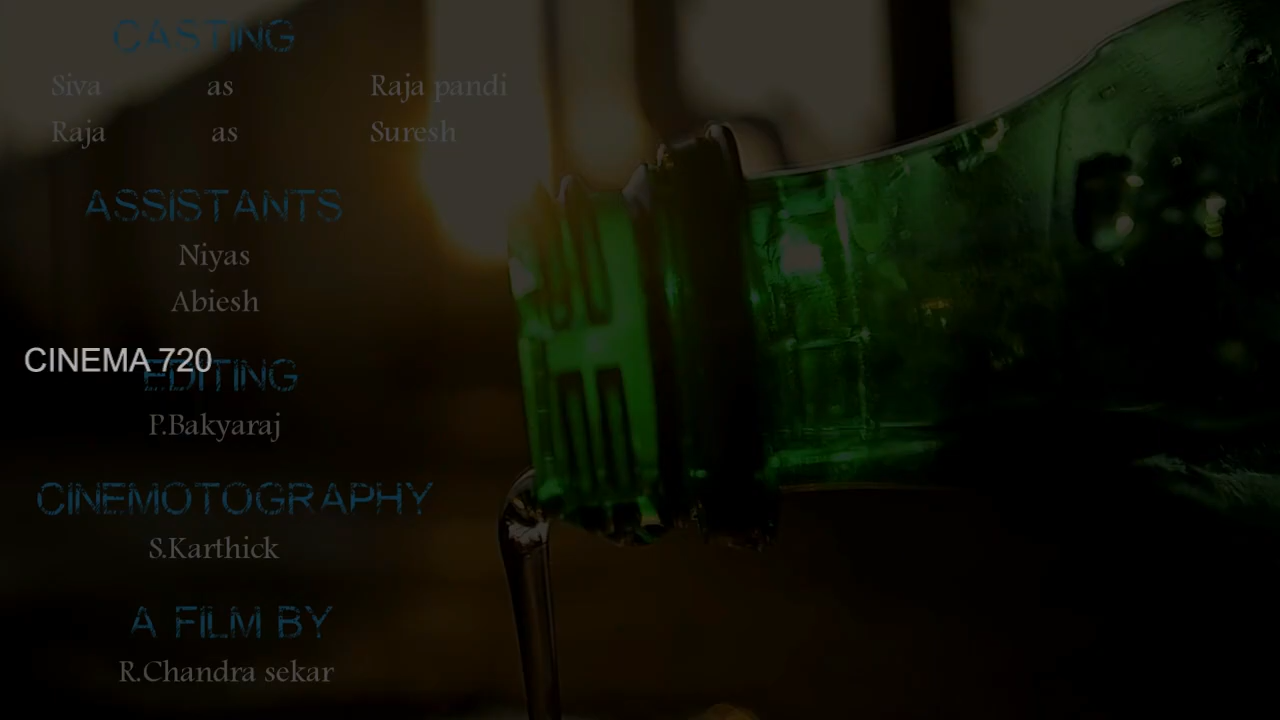 CASTING
Siva as Raja pandi
Raja as Suresh
ASSISTANTS
Niyas
Abiesh
CINEMA 720
EDITING
P.Bakyaraj
CINEMOTOGRAPHY
S.Karthick
A FILM BY
R.Chandra sekar